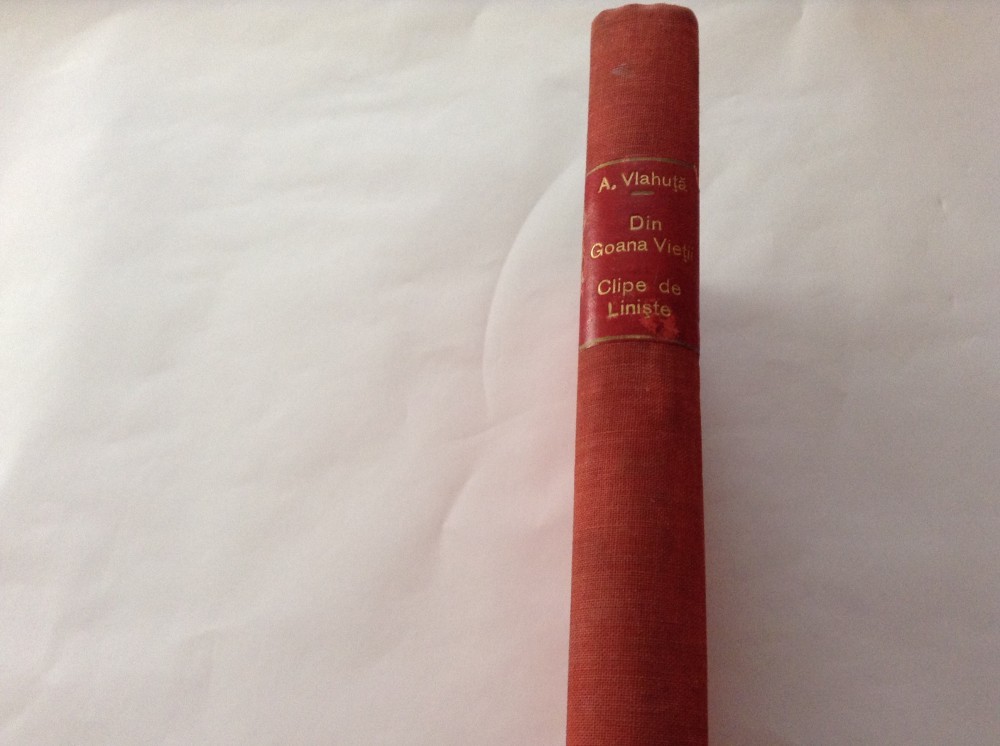 A. Vlahuţă
Din
Goana Vieţii
Clipe de
Linişte